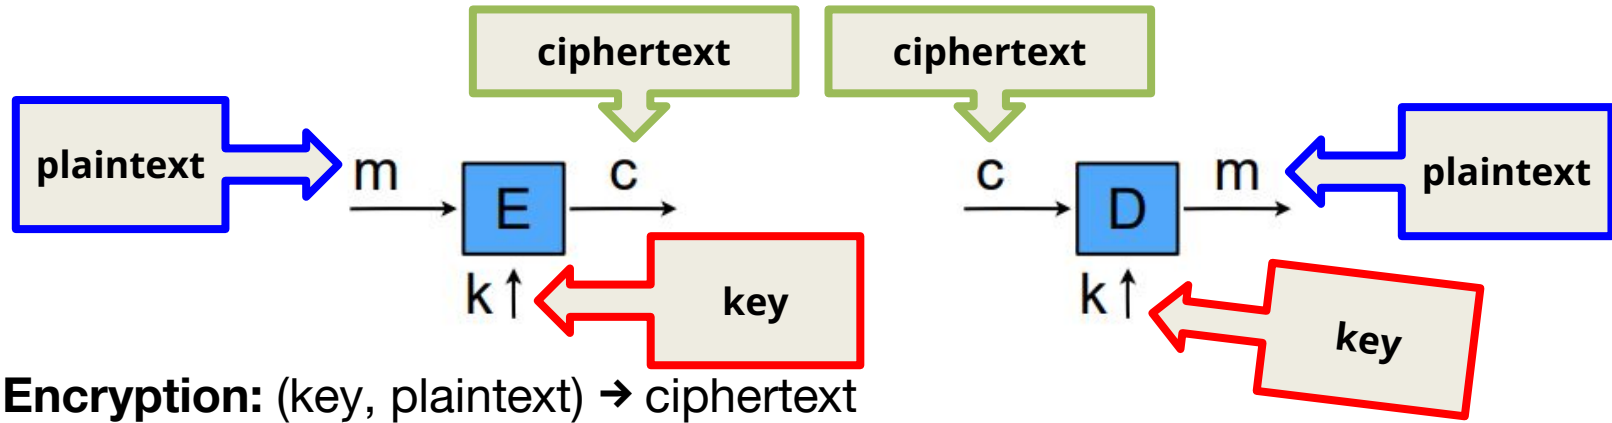 ciphertext
ciphertext
plaintext
m
c
c
m
plaintext
E
D
k
key
k
key
Encryption: (key, plaintext) → ciphertext